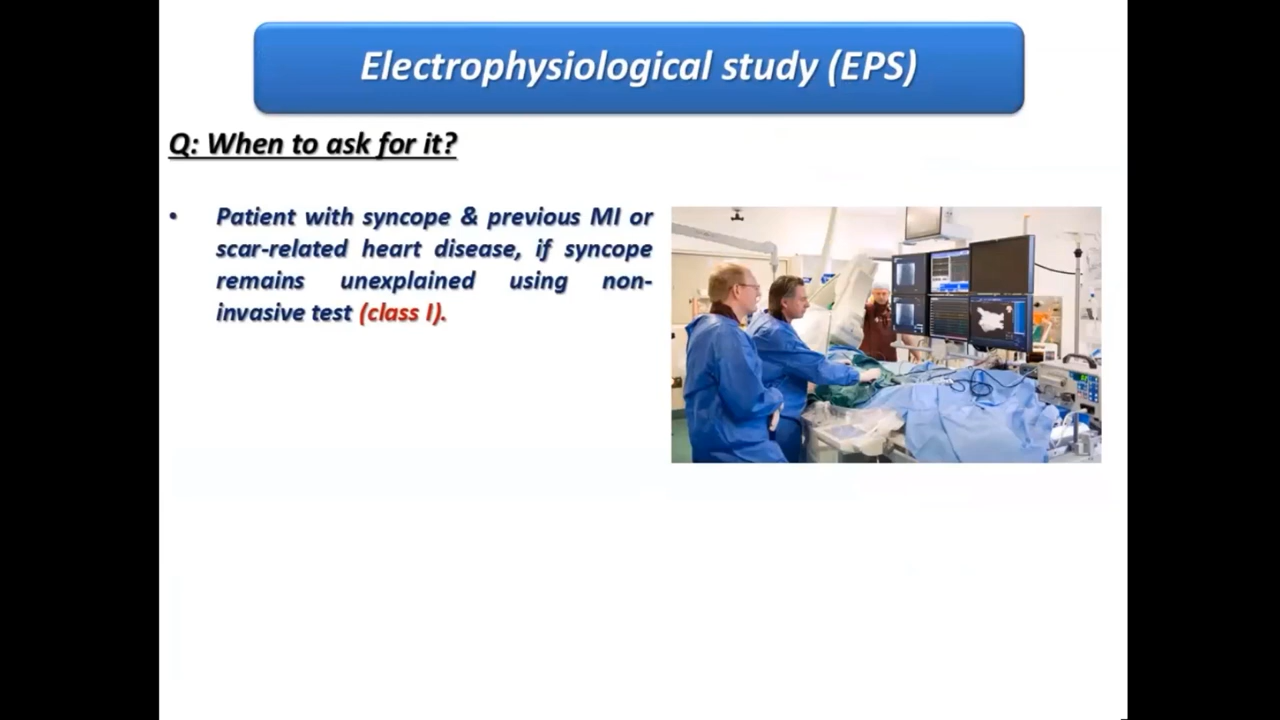 Electrophysiological study (EPS)
Q: When to ask for it?
• Patient with syncope & previous MI or
scar-related heart disease, if syncope
remains unexplained using non-
invasive test (class I).